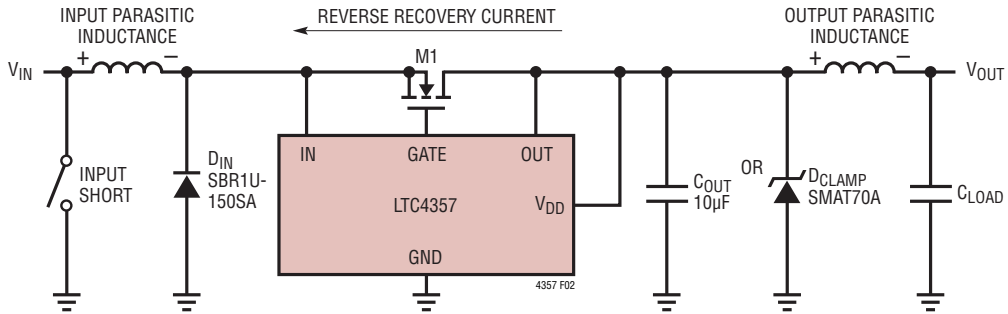 INPUT PARASITIC
INDUCTANCE
+ −
REVERSE RECOVERY CURRENT
M1
OUTPUT PARASITIC
INDUCTANCE
+ −
VIN
VOUT
INPUT
SHORT
DIN
SBR1U-
150SA
IN
GATE
OUT
LTC4357
VDD
GND
COUT
10µF
OR
DCLAMP
SMAT70A
CLOAD
4357 F02